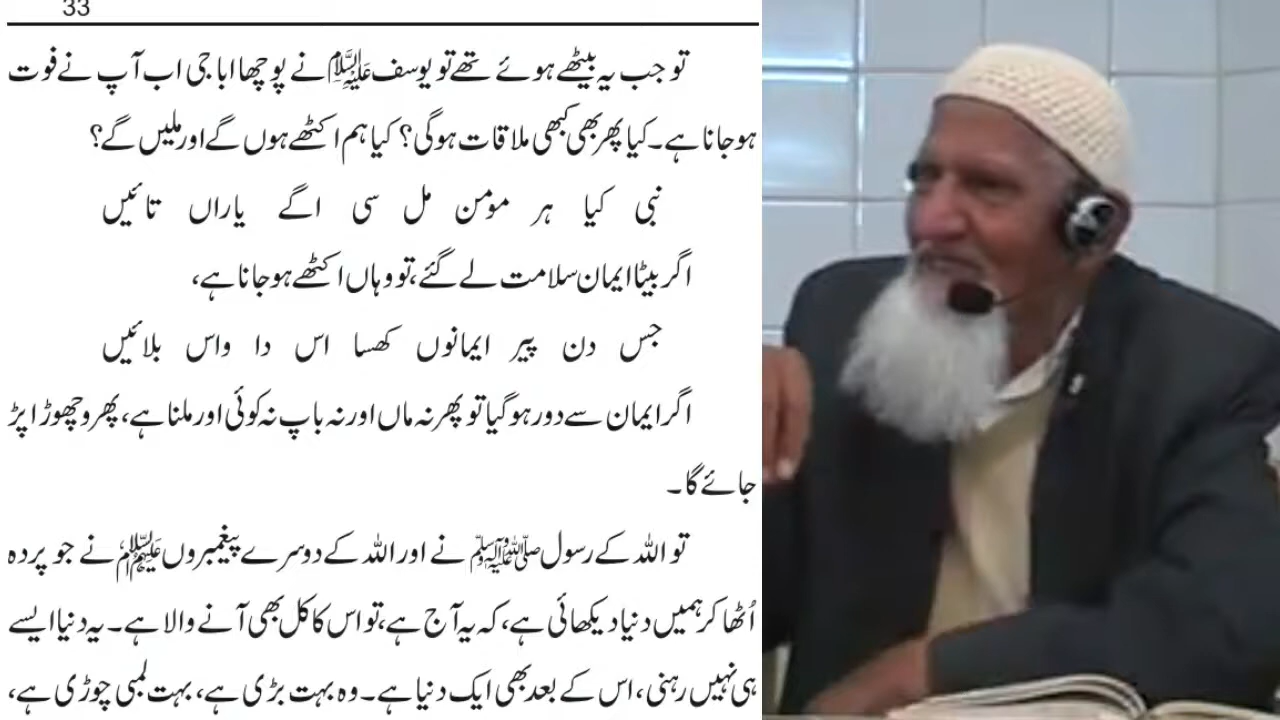 33
تو جب یہ بیٹھے ہوئے تھے تو یوسف علیہ السلام نے پوچھا ابا جی اب آپ نے فوت
ہو جانا ہے۔ کیا پھر بھی کبھی ملاقات ہوگی؟ کیا ہم اکٹھے ہوں گے اور ملیں گے؟
نبی کیا ہر مومن مل سی اگے یاراں تائیں
اگر بیٹا ایمان سلامت لے گئے، تو وہاں اکٹھے ہو جانا ہے،
جس دن پیر ایمانوں کھسا اس دا واس بلائیں
اگر ایمان سے دور ہو گیا تو پھر نہ ماں اور نہ باپ نہ کوئی اور ملنا ہے، پھر وچھوڑا پڑ
جائے گا۔
تو اللہ کے رسول ﷺ نے اور اللہ کے دوسرے پیغمبروں علیہم السلام نے جو پردہ
اُٹھا کر ہمیں دنیا دیکھائی ہے، کہ یہ آج ہے، تو اس کا کل بھی آنے والا ہے۔ یہ دنیا ایسے
ہی نہیں رہنی، اس کے بعد بھی ایک دنیا ہے۔ وہ بہت بڑی ہے، بہت لمبی چوڑی ہے،